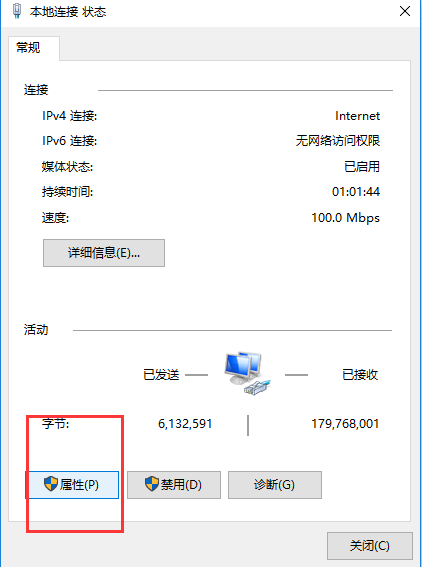 本地连接 状态
常规
连接
IPv4 连接: Internet
IPv6 连接: 无网络访问权限
媒体状态: 已启用
持续时间: 01:01:44
速度: 100.0 Mbps
详细信息(E)...
活动
已发送 已接收
字节: 6,132,591 179,768,001
属性(P) 禁用(D) 诊断(G)
关闭(C)